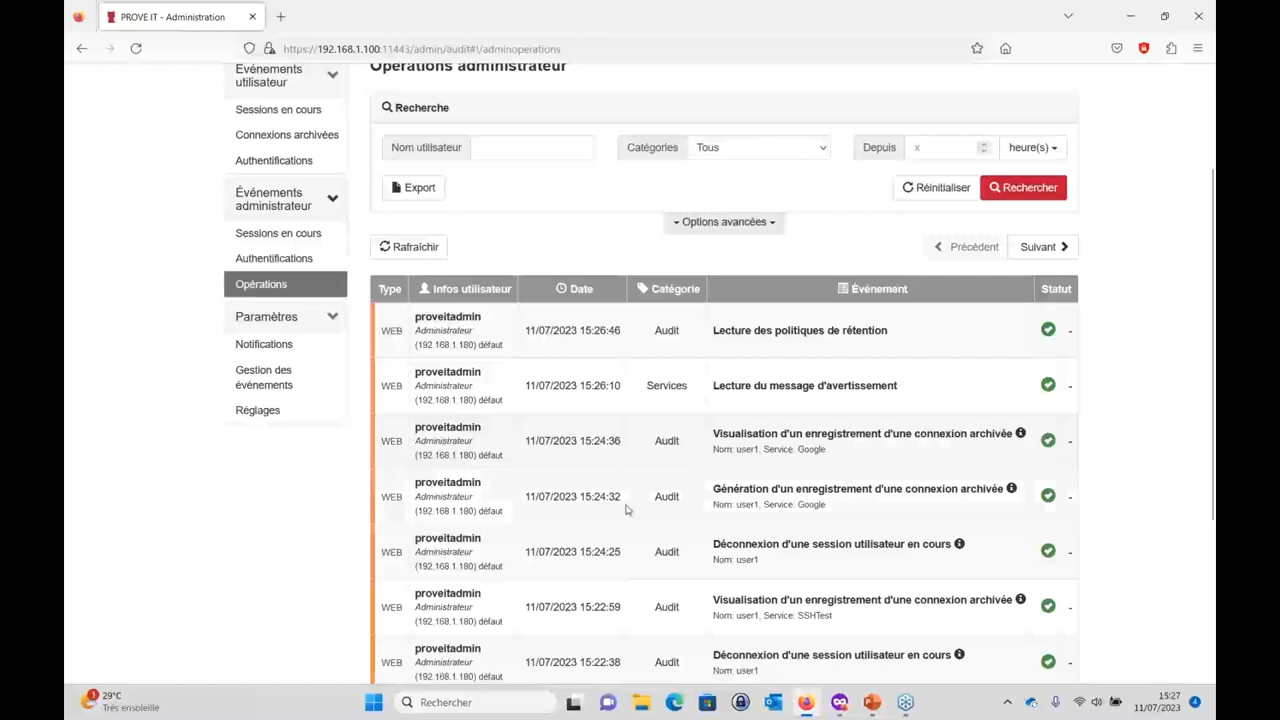 PROVE IT - Administration
https://192.168.1.100:11443/admin/audit#!/adminoperations
Evénements
utilisateur
Sessions en cours
Connexions archivées
Authentifications
Événements
administrateur
Sessions en cours
Authentifications
Opérations
Paramètres
Notifications
Gestion des
événements
Réglages
Opérations administrateur
Recherche
Nom utilisateur
Catégories Tous
Depuis x heure(s)
Export
Réinitialiser Rechercher
Options avancées
Rafraîchir
Précédent Suivant
Type Infos utilisateur Date Catégorie Événement Statut
WEB proveitadmin 11/07/2023 15:26:46 Audit Lecture des politiques de rétention -
Administrateur
(192.168.1.180) défaut
WEB proveitadmin 11/07/2023 15:26:10 Services Lecture du message d'avertissement -
Administrateur
(192.168.1.180) défaut
WEB proveitadmin 11/07/2023 15:24:36 Audit Visualisation d'un enregistrement d'une connexion archivée -
Administrateur Nom: user1, Service: Google
(192.168.1.180) défaut
WEB proveitadmin 11/07/2023 15:24:32 Audit Génération d'un enregistrement d'une connexion archivée -
Administrateur Nom: user1, Service: Google
(192.168.1.180) défaut
WEB proveitadmin 11/07/2023 15:24:25 Audit Déconnexion d'une session utilisateur en cours -
Administrateur Nom: user1
(192.168.1.180) défaut
WEB proveitadmin 11/07/2023 15:22:59 Audit Visualisation d'un enregistrement d'une connexion archivée -
Administrateur Nom: user1, Service: SSHTest
(192.168.1.180) défaut
WEB proveitadmin 11/07/2023 15:22:38 Audit Déconnexion d'une session utilisateur en cours -
Administrateur Nom: user1
(192.168.1.180) défaut
1
29°C
Très ensoleillé
Rechercher
15:27
11/07/2023
4